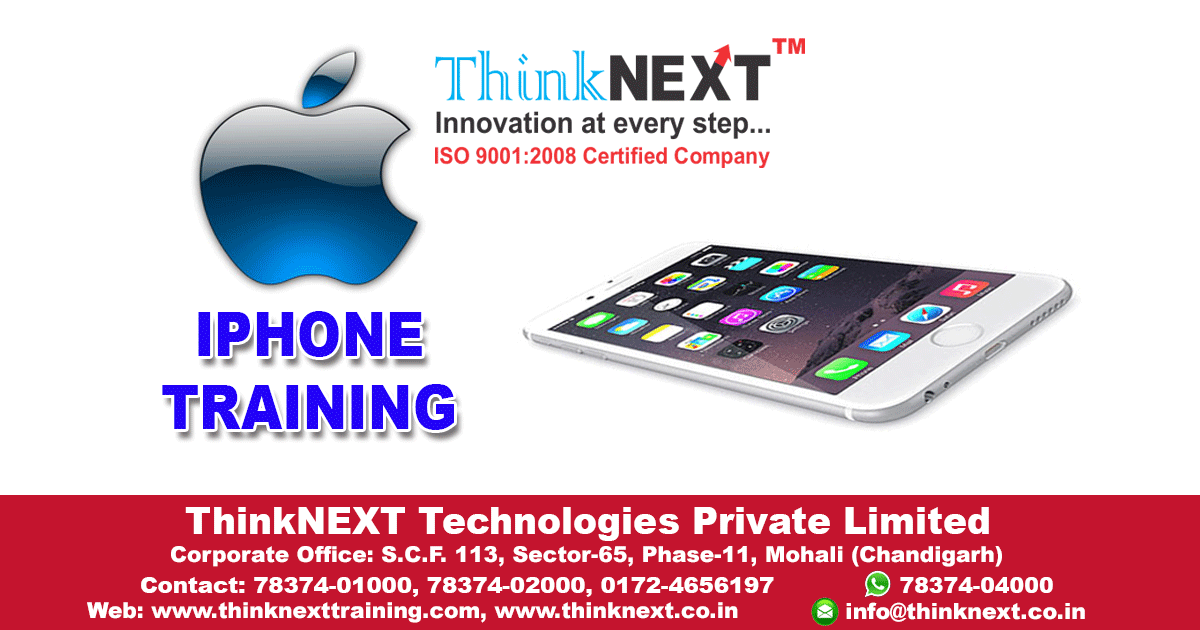 ThinkNEXT™
Innovation at every step...
ISO 9001:2008 Certified Company
IPHONE
TRAINING
ThinkNEXT Technologies Private Limited
Corporate Office: S.C.F. 113, Sector-65, Phase-11, Mohali (Chandigarh)
Contact: 78374-01000, 78374-02000, 0172-4656197 78374-04000
Web: www.thinknexttraining.com, www.thinknext.co.in info@thinknext.co.in